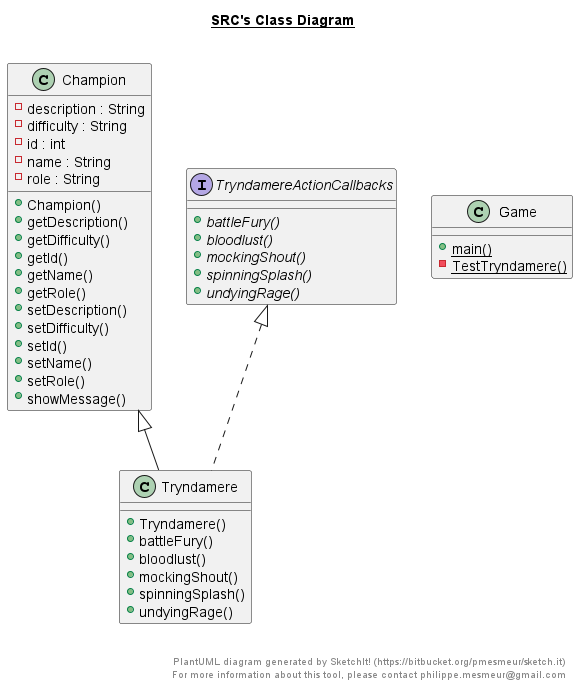 SRC's Class Diagram
C Champion
description : String
difficulty : String
id : int
name : String
role : String
Champion()
getDescription()
getDifficulty()
getId()
getName()
getRole()
setDescription()
setDifficulty()
setId()
setName()
setRole()
showMessage()
I TryndamereActionCallbacks
battleFury()
bloodlust()
mockingShout()
spinningSplash()
undyingRage()
C Game
main()
TestTryndamere()
C Tryndamere
Tryndamere()
battleFury()
bloodlust()
mockingShout()
spinningSplash()
undyingRage()
PlantUML diagram generated by SketchIt! (https://bitbucket.org/pmesmeur/sketch.it)
For more information about this tool, please contact philippe.mesmeur@gmail.com